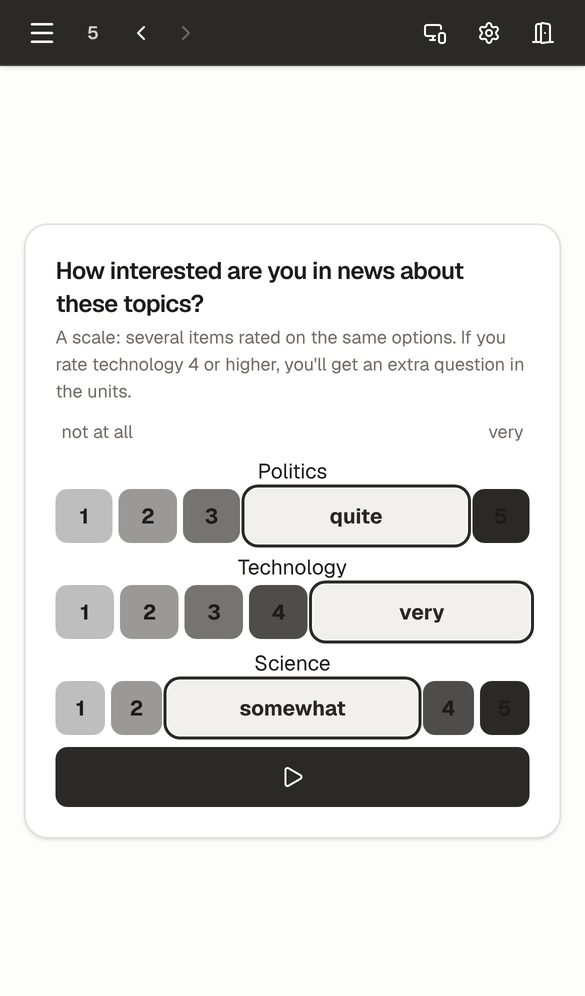 5
How interested are you in news about
these topics?
A scale: several items rated on the same options. If you
rate technology 4 or higher, you'll get an extra question in
the units.
not at all very
Politics
1 2 3 quite 5
Technology
1 2 3 4 very
Science
1 2 somewhat 4 5